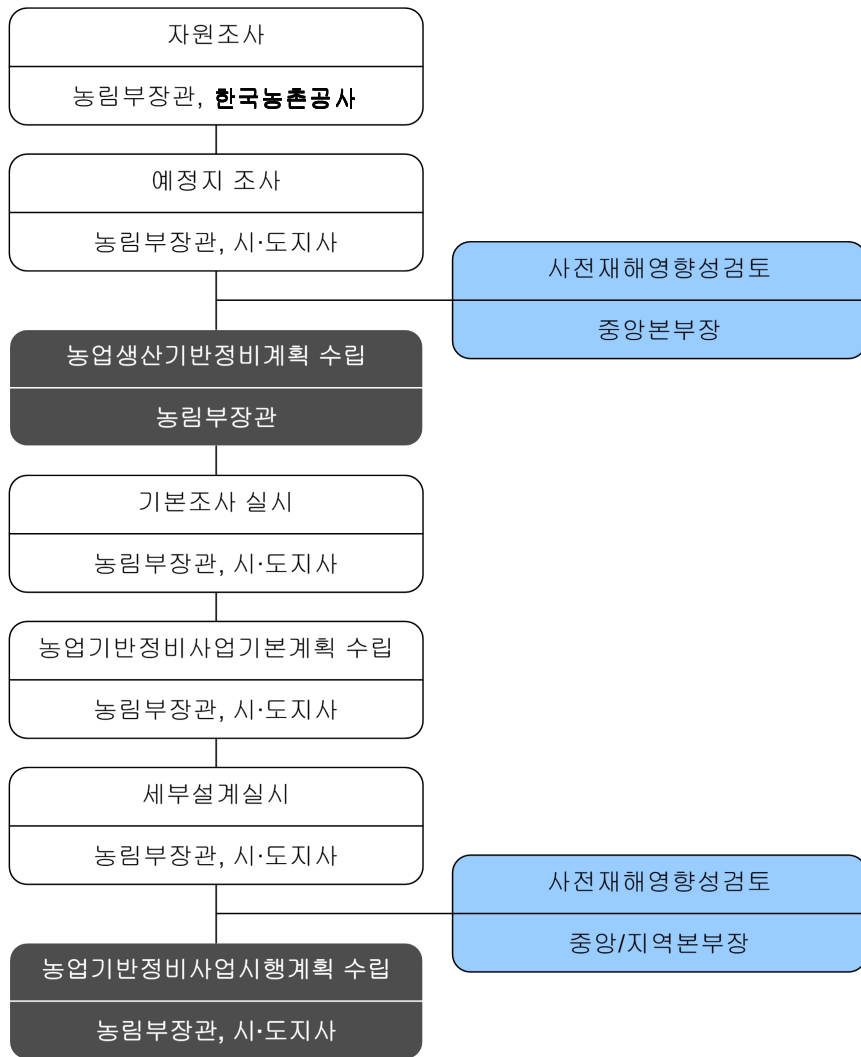 자원조사
농림부장관, 한국농촌공사
예정지 조사
농림부장관, 시·도지사
사전재해영향성검토
중앙본부장
농업생산기반정비계획 수립
농림부장관
기본조사 실시
농림부장관, 시·도지사
농업기반정비사업기본계획 수립
농림부장관, 시·도지사
세부설계실시
농림부장관, 시·도지사
사전재해영향성검토
중앙/지역본부장
농업기반정비사업시행계획 수립
농림부장관, 시·도지사